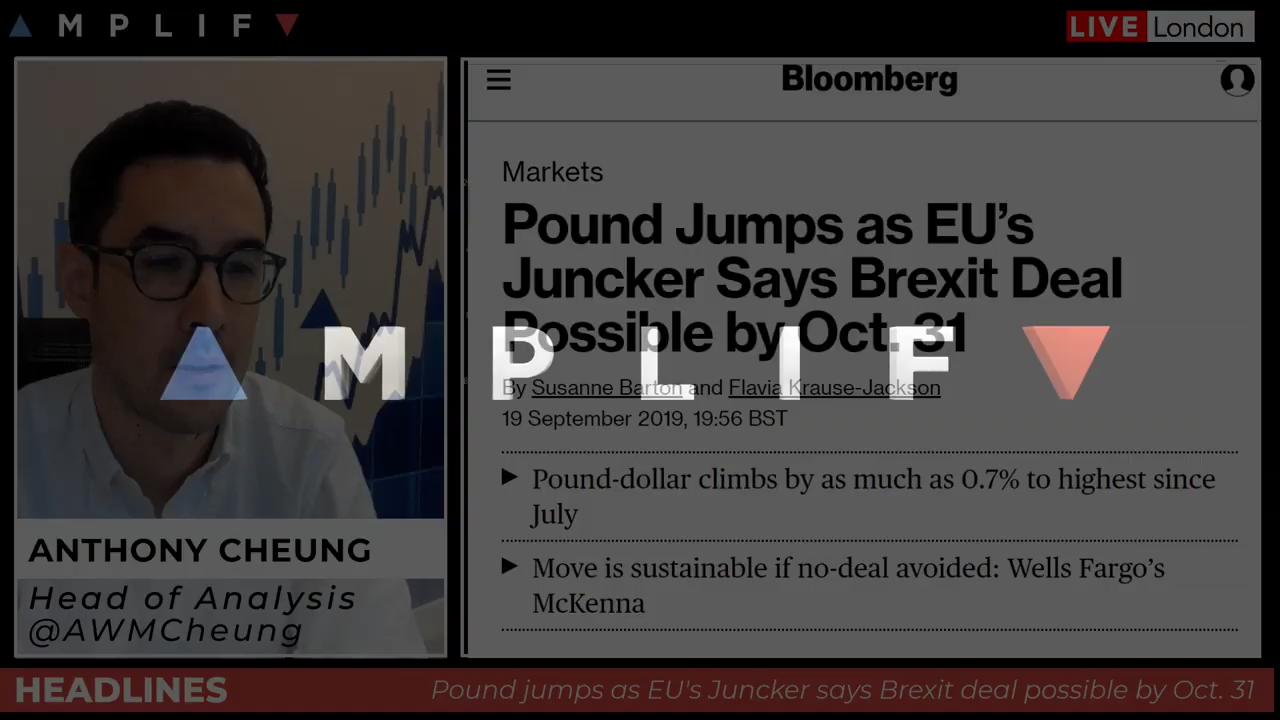 ▲ M P L I F ▼
LIVE London
Bloomberg
Markets
Pound Jumps as EU’s
Juncker Says Brexit Deal
Possible by Oct. 31
▲ M P L I F ▼
By Susanne Barton and Flavia Krause-Jackson
19 September 2019, 19:56 BST
Pound-dollar climbs by as much as 0.7% to highest since
July
Move is sustainable if no-deal avoided: Wells Fargo’s
McKenna
ANTHONY CHEUNG
Head of Analysis
@AWMCheung
HEADLINES
Pound jumps as EU's Juncker says Brexit deal possible by Oct. 31